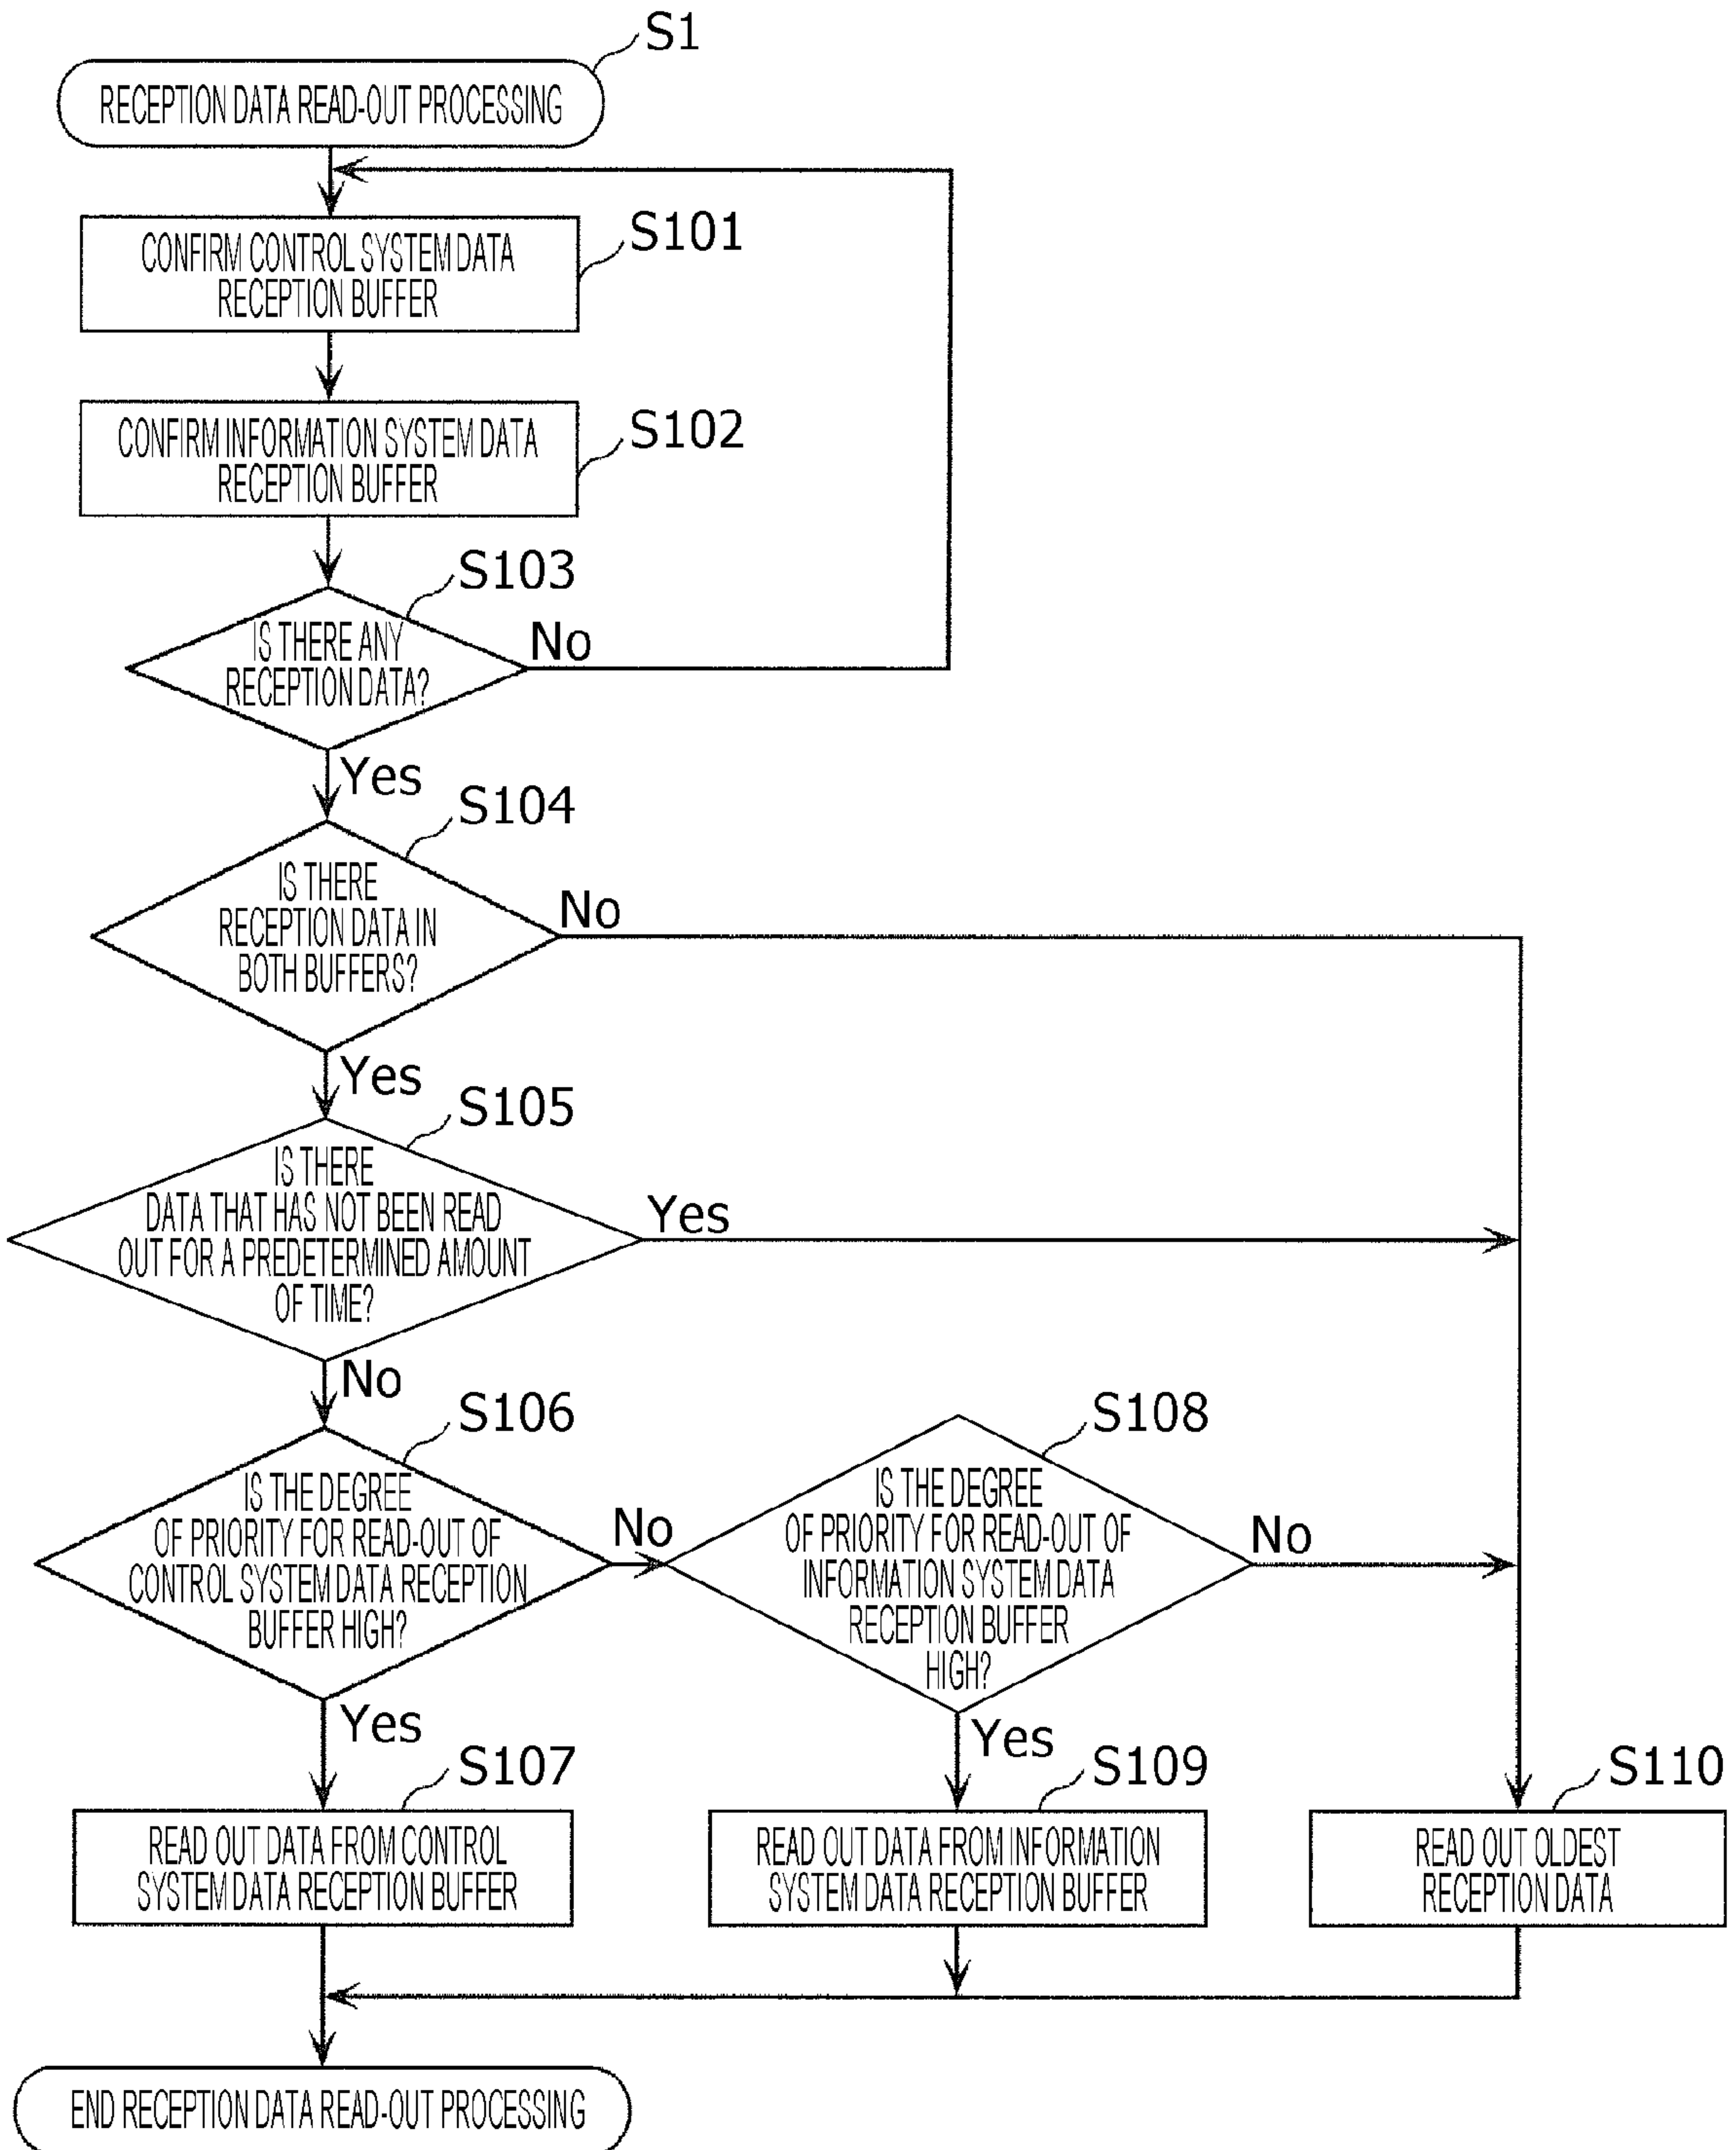 S1
RECEPTION DATA READ-OUT PROCESSING
S101
CONFIRM CONTROL SYSTEM DATA
RECEPTION BUFFER
S102
CONFIRM INFORMATION SYSTEM DATA
RECEPTION BUFFER
S103
IS THERE ANY
RECEPTION DATA?
No
Yes
S104
IS THERE
RECEPTION DATA IN
BOTH BUFFERS?
No
Yes
S105
IS THERE
DATA THAT HAS NOT BEEN READ
OUT FOR A PREDETERMINED AMOUNT
OF TIME?
Yes
No
S106
IS THE DEGREE
OF PRIORITY FOR READ-OUT OF
CONTROL SYSTEM DATA RECEPTION
BUFFER HIGH?
No
Yes
S108
IS THE DEGREE
OF PRIORITY FOR READ-OUT OF
INFORMATION SYSTEM DATA
RECEPTION BUFFER
HIGH?
No
Yes
S107
READ OUT DATA FROM CONTROL
SYSTEM DATA RECEPTION BUFFER
S109
READ OUT DATA FROM INFORMATION
SYSTEM DATA RECEPTION BUFFER
S110
READ OUT OLDEST
RECEPTION DATA
END RECEPTION DATA READ-OUT PROCESSING